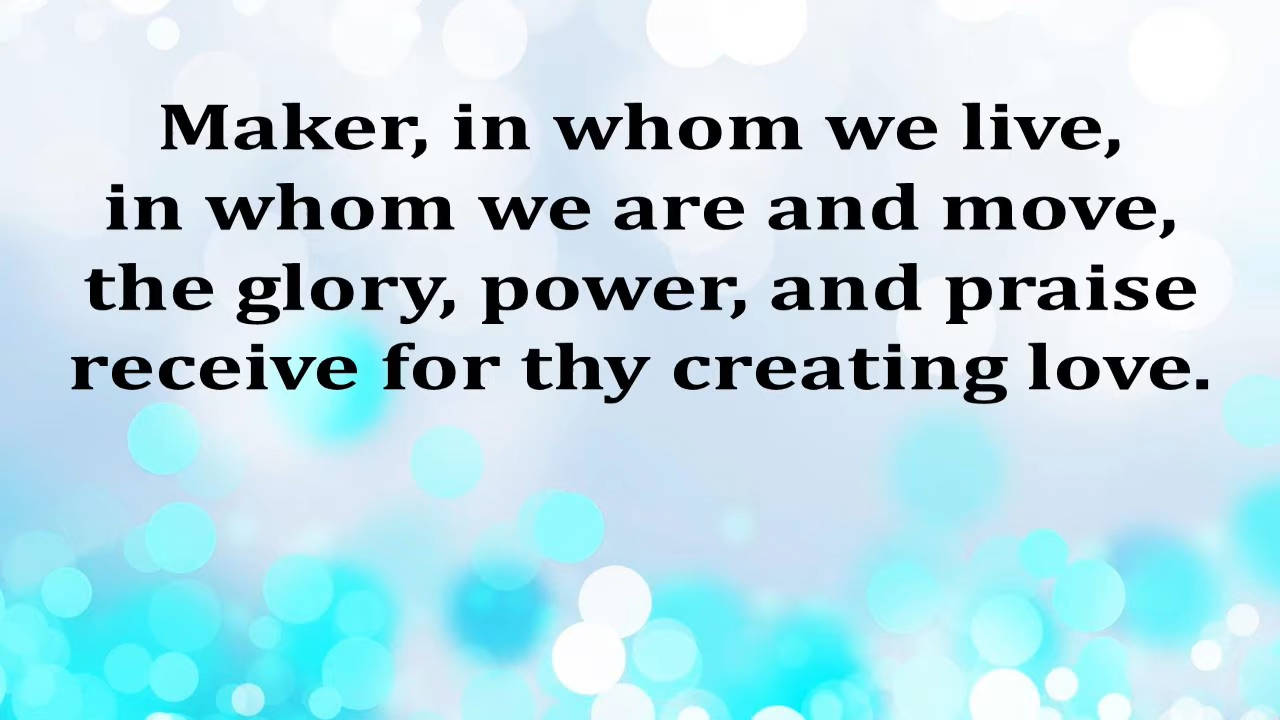 Maker, in whom we live,
in whom we are and move,
the glory, power, and praise
receive for thy creating love.